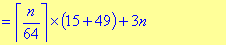 = ⌈n/64⌉ × (15 + 49) + 3n